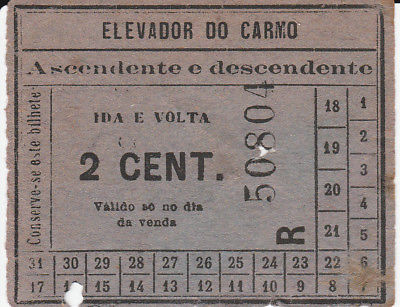 ELEVADOR DO CARMO
Ascendente e descendente
Conserve-se este bilhete
IDA E VOLTA
2 CENT.
Válido só no dia
da venda
50804
R
18 1
2
19 3
20 4
21 5
31 30 29 28 27 26 25 24 23 22 6
17 15 14 13 12 11 10 9 8 7